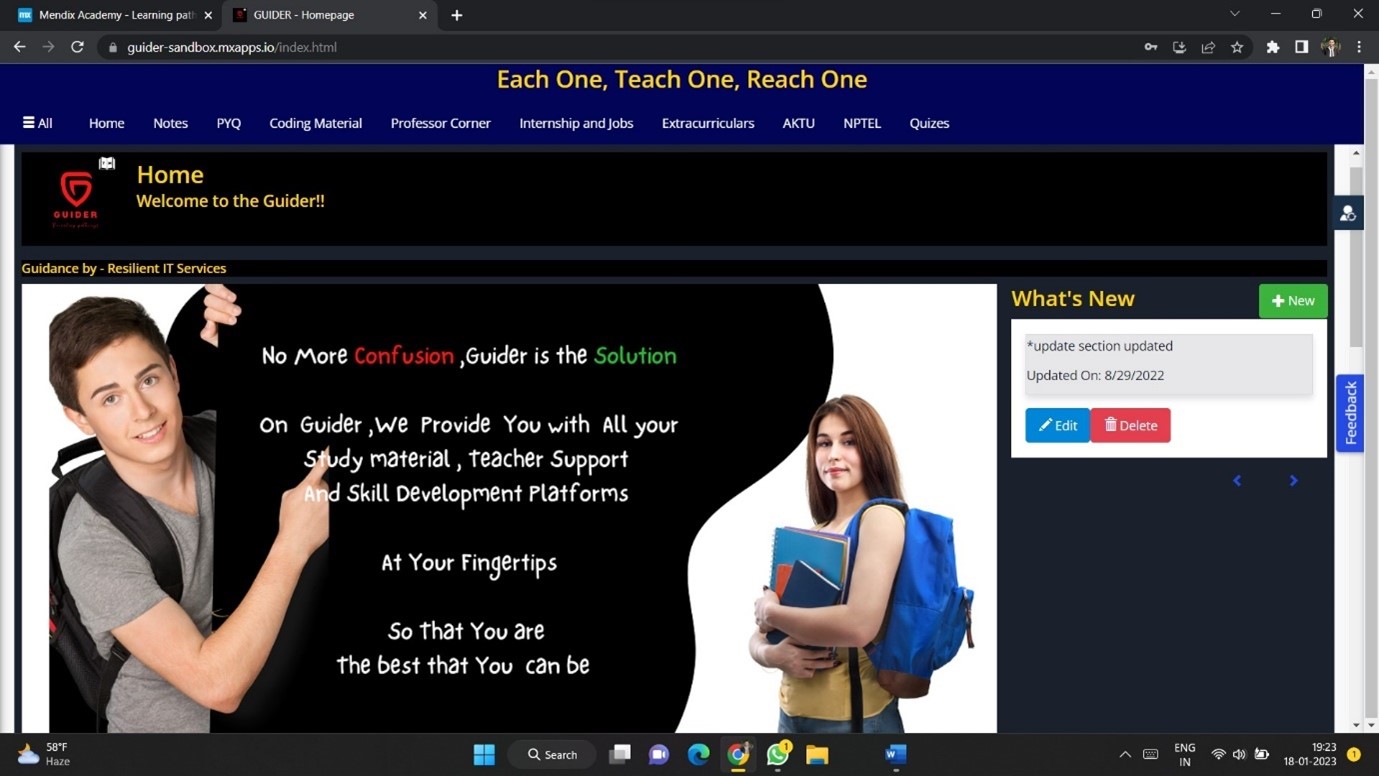 Mendix Academy - Learning path
GUIDER - Homepage
guider-sandbox.mxapps.io/index.html
Each One, Teach One, Reach One
All Home Notes PYQ Coding Material Professor Corner Internship and Jobs Extracurriculars AKTU NPTEL Quizes
GUIDER
Home
Welcome to the Guider!!
Guidance by - Resilient IT Services
No More Confusion ,Guider is the Solution
On Guider ,We Provide You with All your
Study material , Teacher Support
And Skill Development Platforms
At Your Fingertips
So That You are
The best that You can be
What's New
New
*update section updated
Updated On: 8/29/2022
Edit Delete
Feedback
58°F
Haze
Search
1
ENG
IN
19:23
18-01-2023
1